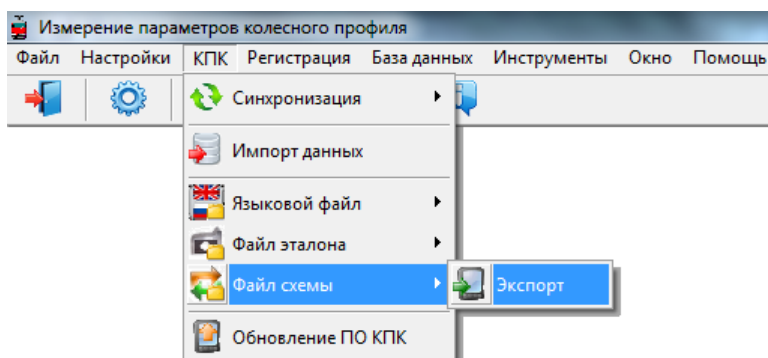 Измерение параметров колесного профиля
Файл Настройки КПК Регистрация База данных Инструменты Окно Помощь
Синхронизация
Импорт данных
Языковой файл
Файл эталона
Файл схемы Экспорт
Обновление ПО КПК